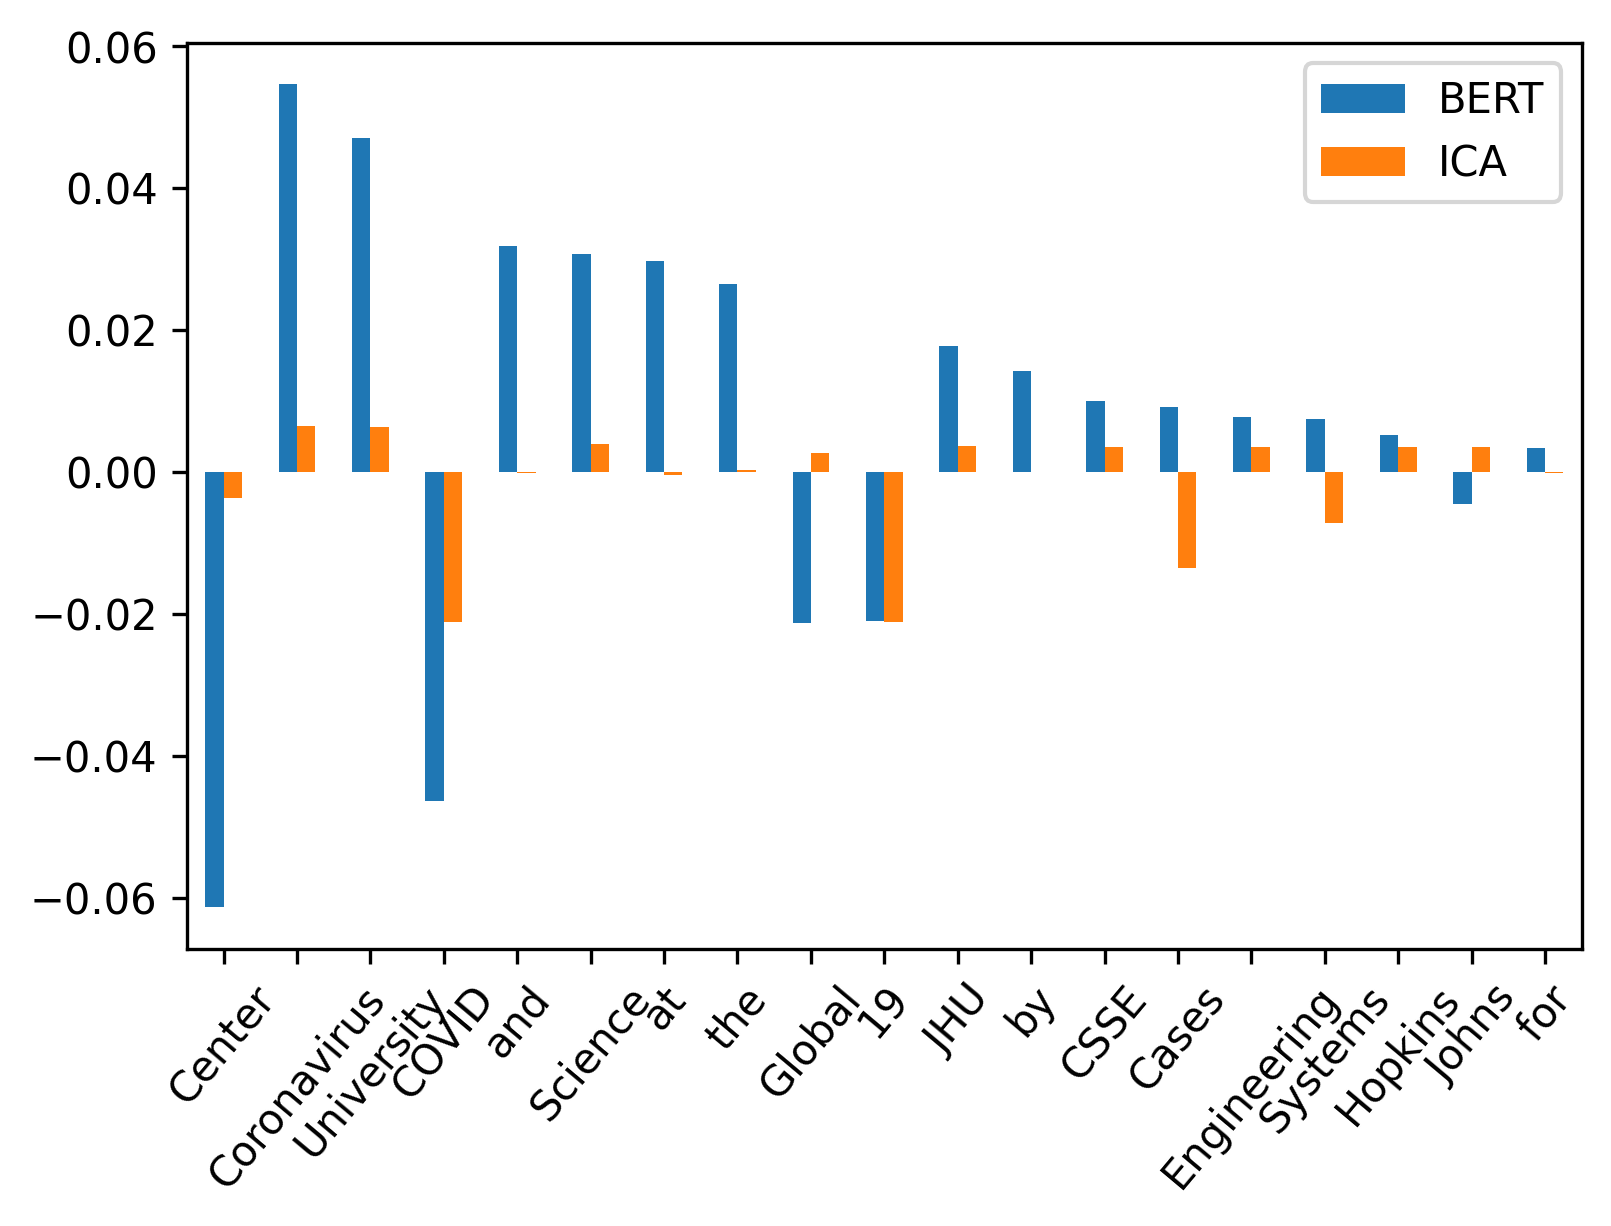 0.06
0.04
0.02
0.00
−0.02
−0.04
−0.06
BERT
ICA
Center
Coronavirus
University
COVID
and
Science
at
the
Global
19
JHU
by
CSSE
Cases
Engineering
Systems
Hopkins
Johns
for